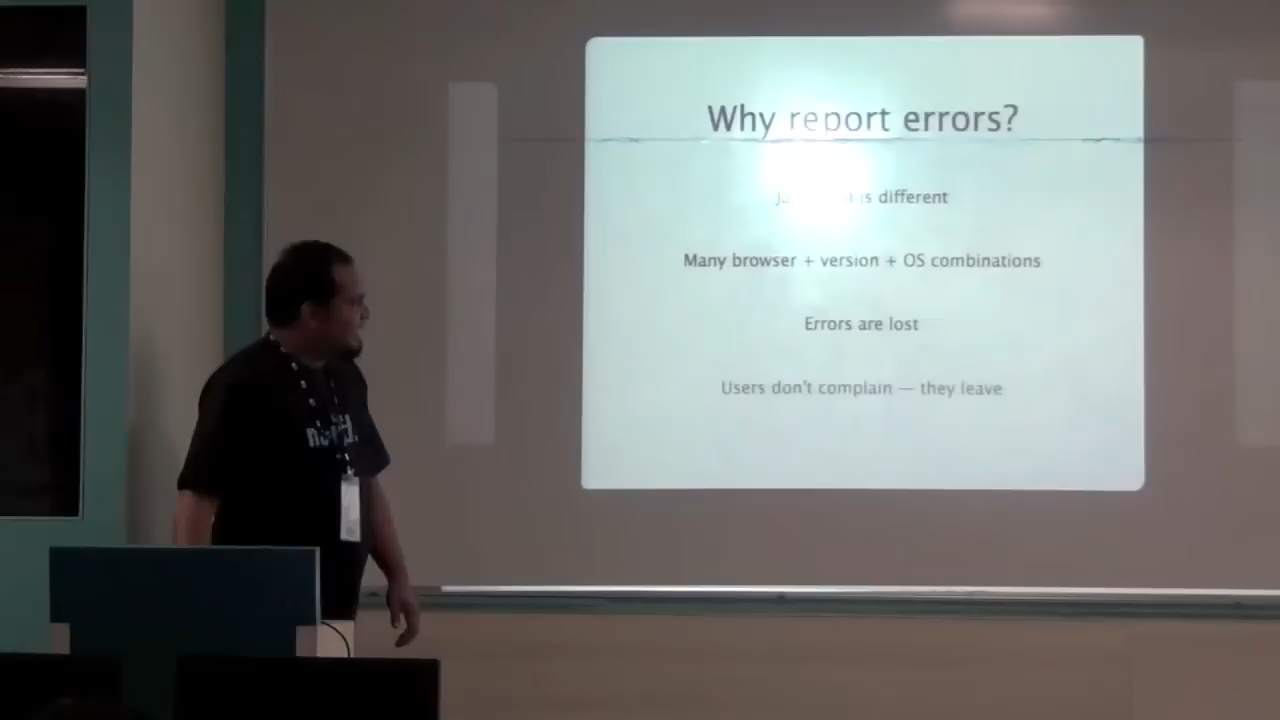 Why report errors?
is different
Many browser + version + OS combinations
Errors are lost
Users don't complain — they leave